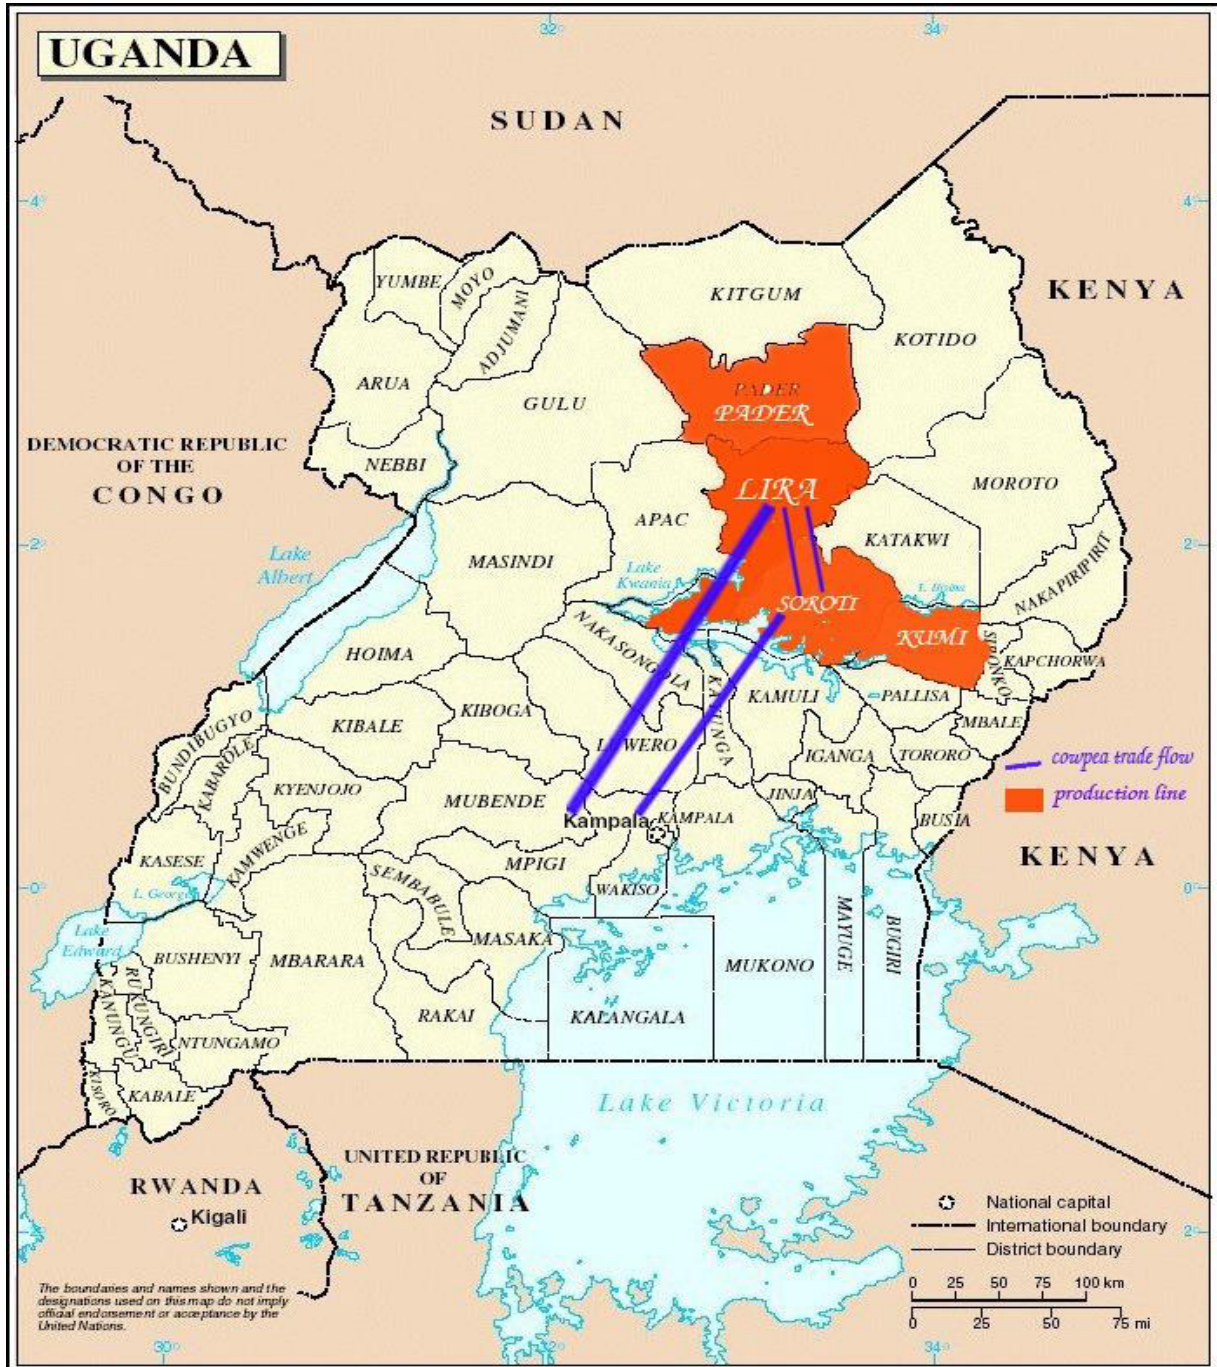 32°
34°
UGANDA
SUDAN
4°
4°
YUMBE
MOYO
ADJUMANI
KITGUM
KENYA
KOTIDO
ARUA
GULU
PADER
PADER
DEMOCRATIC REPUBLIC
OF THE
CONGO
NEBBI
LIRA
MOROTO
APAC
KATAKWI
2°
2°
Lake
Albert
MASINDI
Lake
Kwania
NAKAPIRIPIRIT
SOROTI
KUMI
NAKASONGOLA
SIRONKO
KAPCHORWA
HOIMA
KAYUNGA
KAMULI
PALLISA
KIBOGA
KIBALE
MBALE
BUNDIBUGYO
KABAROLE
LUWERO
IGANGA
TORORO
cowpea trade flow
KYENJOJO
MUBENDE
JINJA
production line
Kampala
KAMPALA
BUSIA
KASESE
KAMWENGE
MPIGI
KENYA
L. George
SEMBABULE
WAKISO
0°
0°
Lake
Edward
MASAKA
MAYUGE
BUGIRI
BUSHENYI
MBARARA
MUKONO
RUKUNGIRI
KANUNGU
RAKAI
KALANGALA
NTUNGAMO
KISORO
KABALE
Lake Victoria
UNITED REPUBLIC
OF
TANZANIA
RWANDA
Kigali
National capital
International boundary
District boundary
2°
0 25 50 75 100 km
0 25 50 75 mi
The boundaries and names shown and the
designations used on this map do not imply
official endorsement or acceptance by the
United Nations.
30°
32°
34°